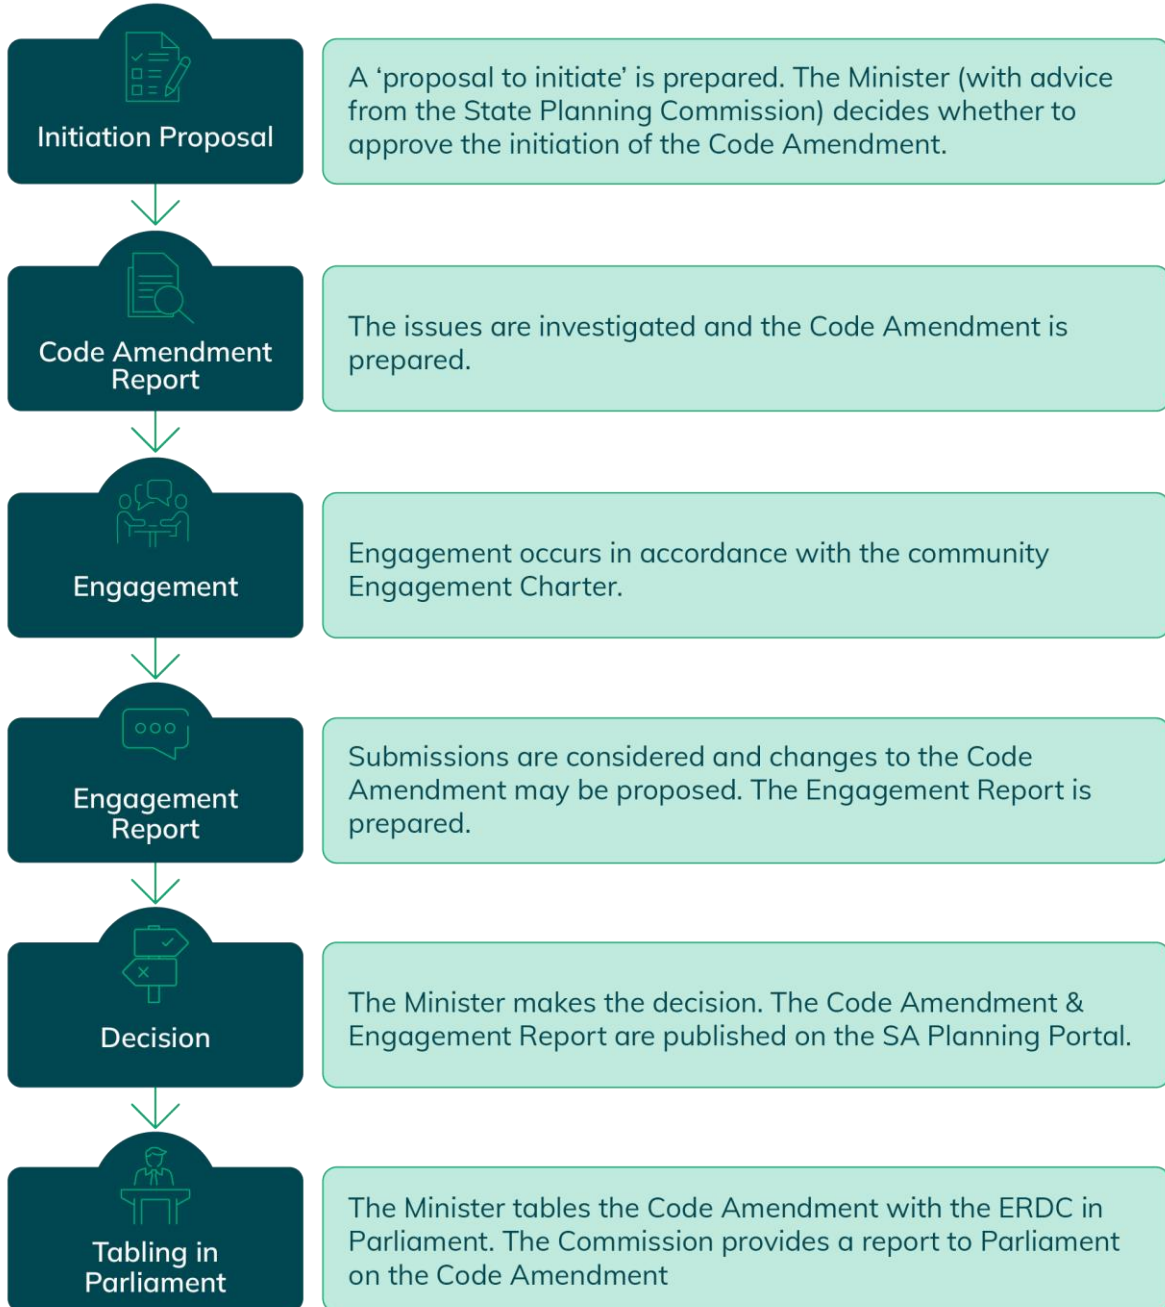 Initiation Proposal
A ‘proposal to initiate’ is prepared. The Minister (with advice
from the State Planning Commission) decides whether to
approve the initiation of the Code Amendment.
Code Amendment
Report
The issues are investigated and the Code Amendment is
prepared.
Engagement
Engagement occurs in accordance with the community
Engagement Charter.
Engagement
Report
Submissions are considered and changes to the Code
Amendment may be proposed. The Engagement Report is
prepared.
Decision
The Minister makes the decision. The Code Amendment &
Engagement Report are published on the SA Planning Portal.
Tabling in
Parliament
The Minister tables the Code Amendment with the ERDC in
Parliament. The Commission provides a report to Parliament
on the Code Amendment